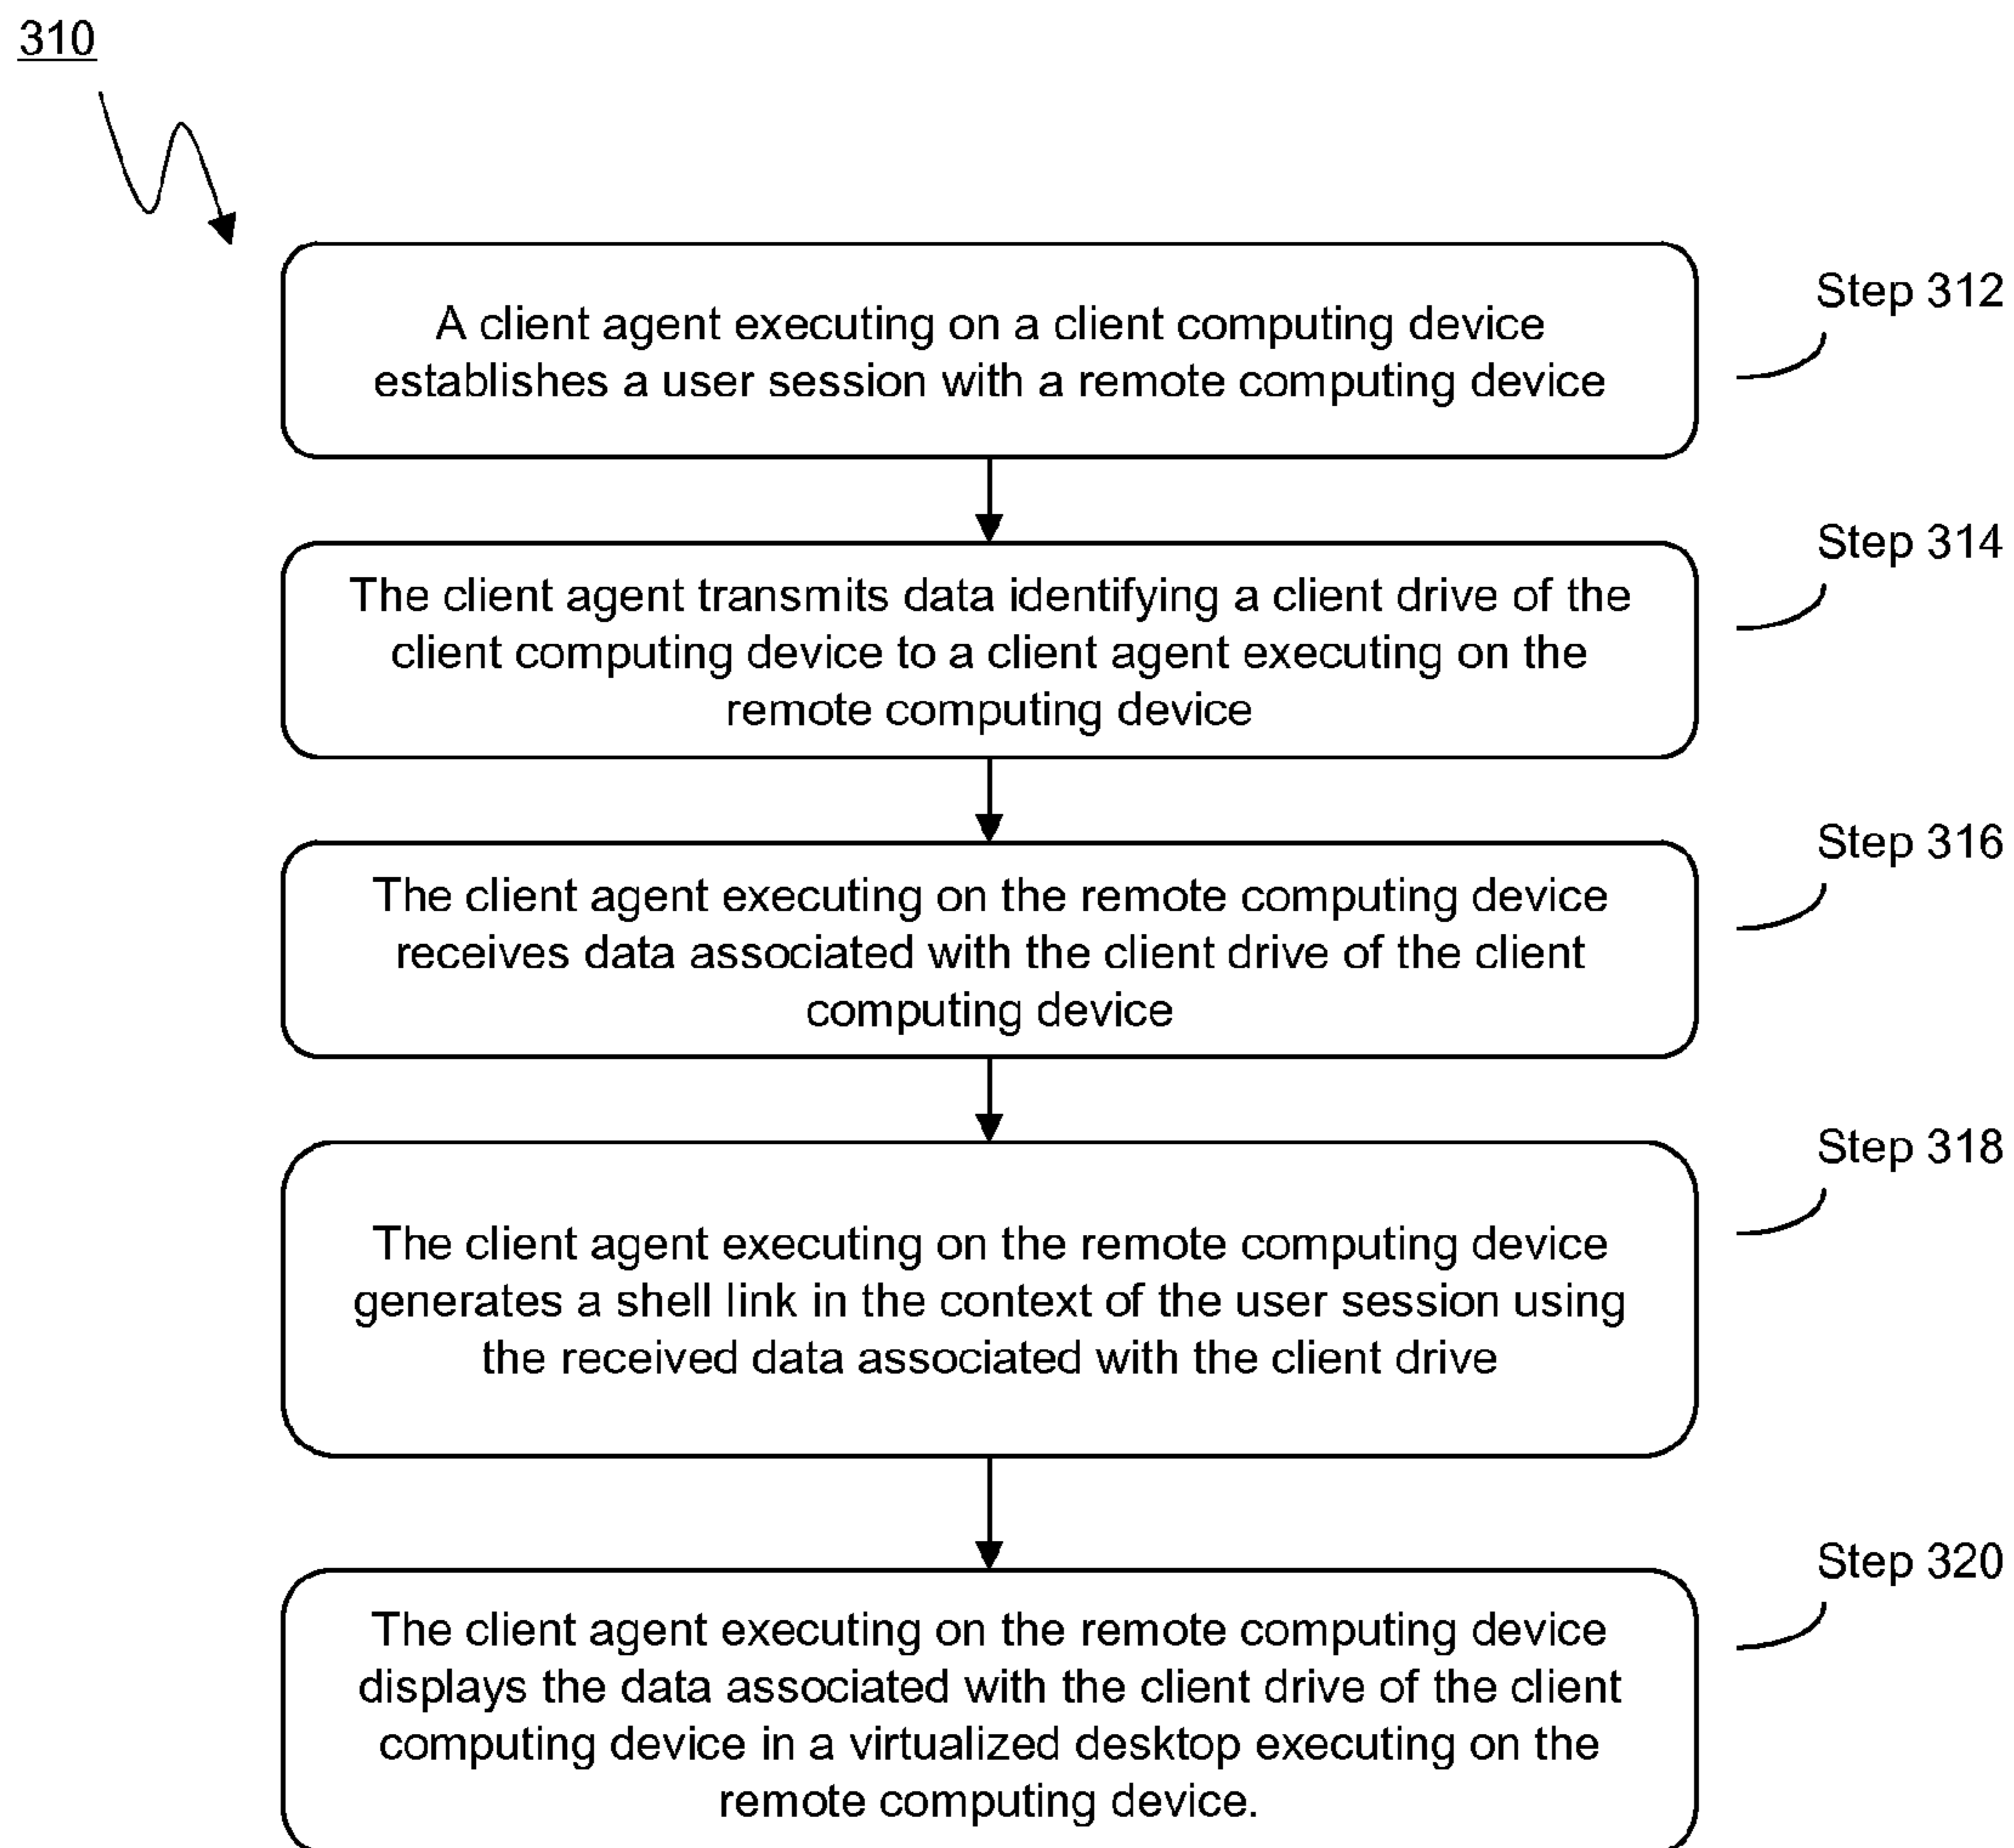 310
Step 312
A client agent executing on a client computing device
establishes a user session with a remote computing device
Step 314
The client agent transmits data identifying a client drive of the
client computing device to a client agent executing on the
remote computing device
Step 316
The client agent executing on the remote computing device
receives data associated with the client drive of the client
computing device
Step 318
The client agent executing on the remote computing device
generates a shell link in the context of the user session using
the received data associated with the client drive
Step 320
The client agent executing on the remote computing device
displays the data associated with the client drive of the client
computing device in a virtualized desktop executing on the
remote computing device.